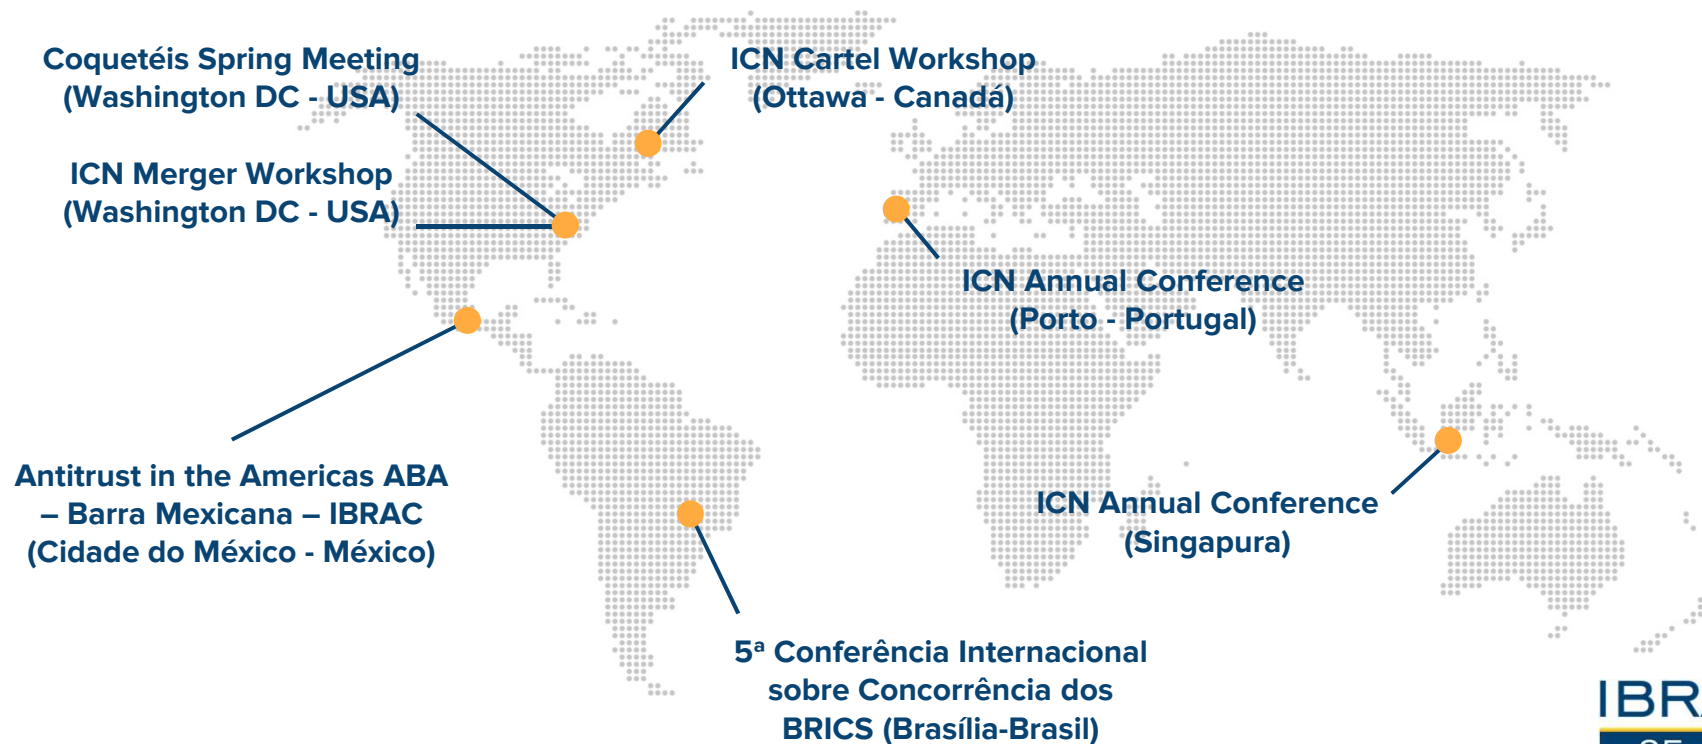 Coquetéis Spring Meeting
(Washington DC - USA)
ICN Merger Workshop
(Washington DC - USA)
ICN Cartel Workshop
(Ottawa - Canadá)
ICN Annual Conference
(Porto - Portugal)
Antitrust in the Americas ABA
– Barra Mexicana – IBRAC
(Cidade do México - México)
ICN Annual Conference
(Singapura)
5ª Conferência Internacional
sobre Concorrência dos
BRICS (Brasília-Brasil)